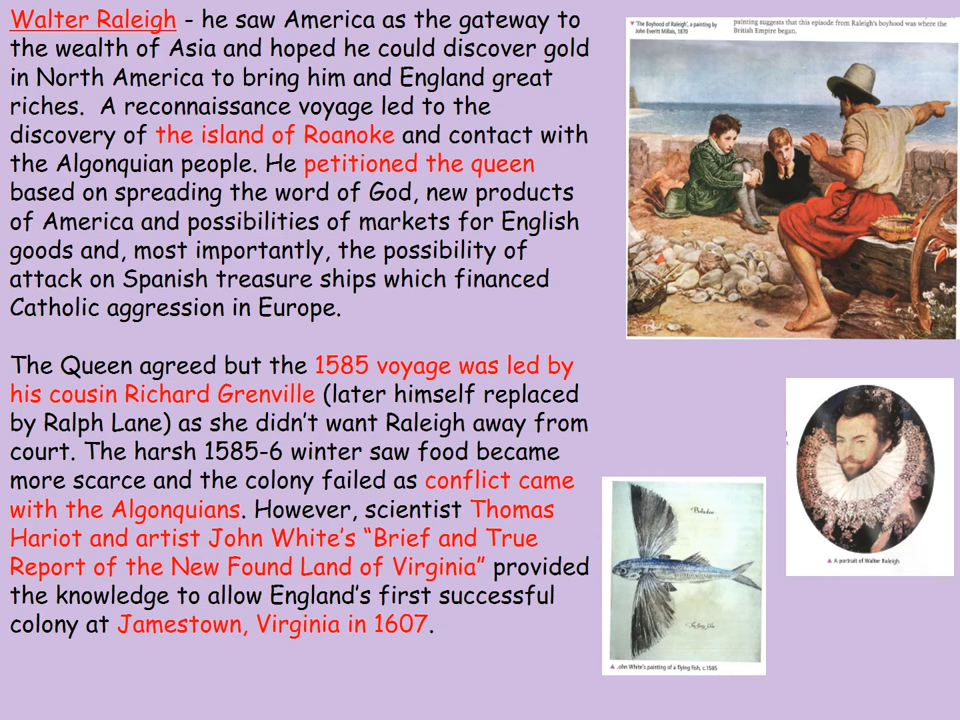 Walter Raleigh - he saw America as the gateway to
the wealth of Asia and hoped he could discover gold
in North America to bring him and England great
riches. A reconnaissance voyage led to the
discovery of the island of Roanoke and contact with
the Algonquian people. He petitioned the queen
based on spreading the word of God, new products
of America and possibilities of markets for English
goods and, most importantly, the possibility of
attack on Spanish treasure ships which financed
Catholic aggression in Europe.
The Queen agreed but the 1585 voyage was led by
his cousin Richard Grenville (later himself replaced
by Ralph Lane) as she didn't want Raleigh away from
court. The harsh 1585-6 winter saw food became
more scarce and the colony failed as conflict came
with the Algonquians. However, scientist Thomas
Hariot and artist John White's “Brief and True
Report of the New Found Land of Virginia” provided
the knowledge to allow England's first successful
colony at Jamestown, Virginia in 1607.
▼ 'The Boyhood of Raleigh', a painting by
John Everitt Millais, 1870
painting suggests that this episode from Raleigh's boyhood was where the
British Empire began.
▲ A portrait of Walter Raleigh
▲ John White's painting of a flying fish, c.1585